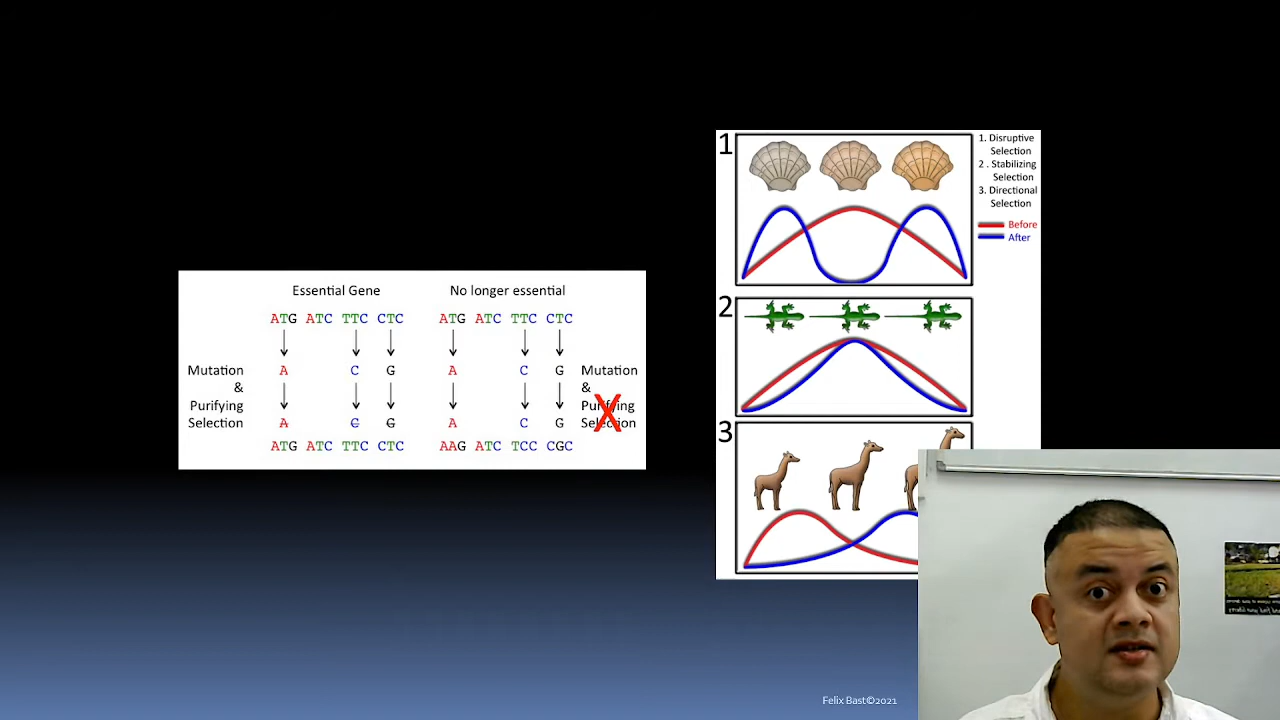 Essential Gene No longer essential
ATG ATC TTC CTC ATG ATC TTC CTC
Mutation A C G A C G Mutation
& &
Purifying Purifying
Selection A C G A C G Selection
X
ATG ATC TTC CTC AAG ATC TCC CGC
1
1. Disruptive
Selection
2 . Stabilizing
Selection
3. Directional
Selection
Before
After
2
3
Felix Bast©2021